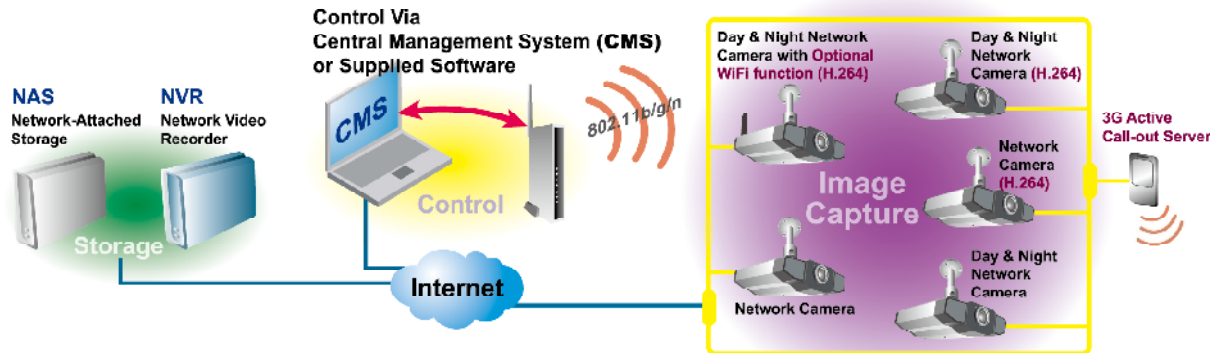 NAS
Network-Attached
Storage
NVR
Network Video
Recorder
Storage
Control Via
Central Management System (CMS)
or Supplied Software
CMS
802.11b/g/n
Control
Internet
Day & Night Network
Camera with Optional
WiFi function (H.264)
Day & Night
Network
Camera (H.264)
Network
Camera
(H.264)
Image
Capture
Network Camera
Day & Night
Network
Camera
3G Active
Call-out Server